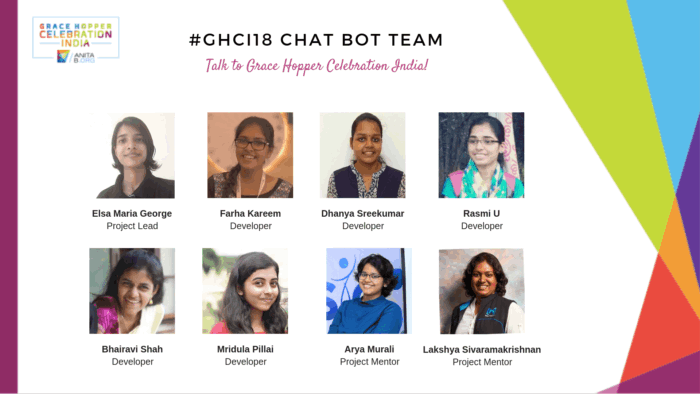 GRACE HOPPER
CELEBRATION
INDIA
ANITA
B.ORG
#GHCI18 CHAT BOT TEAM
Talk to Grace Hopper Celebration India!
Elsa Maria George
Project Lead
Farha Kareem
Developer
Dhanya Sreekumar
Developer
Rasmi U
Developer
Bhairavi Shah
Developer
Mridula Pillai
Developer
Arya Murali
Project Mentor
Lakshya Sivaramakrishnan
Project Mentor